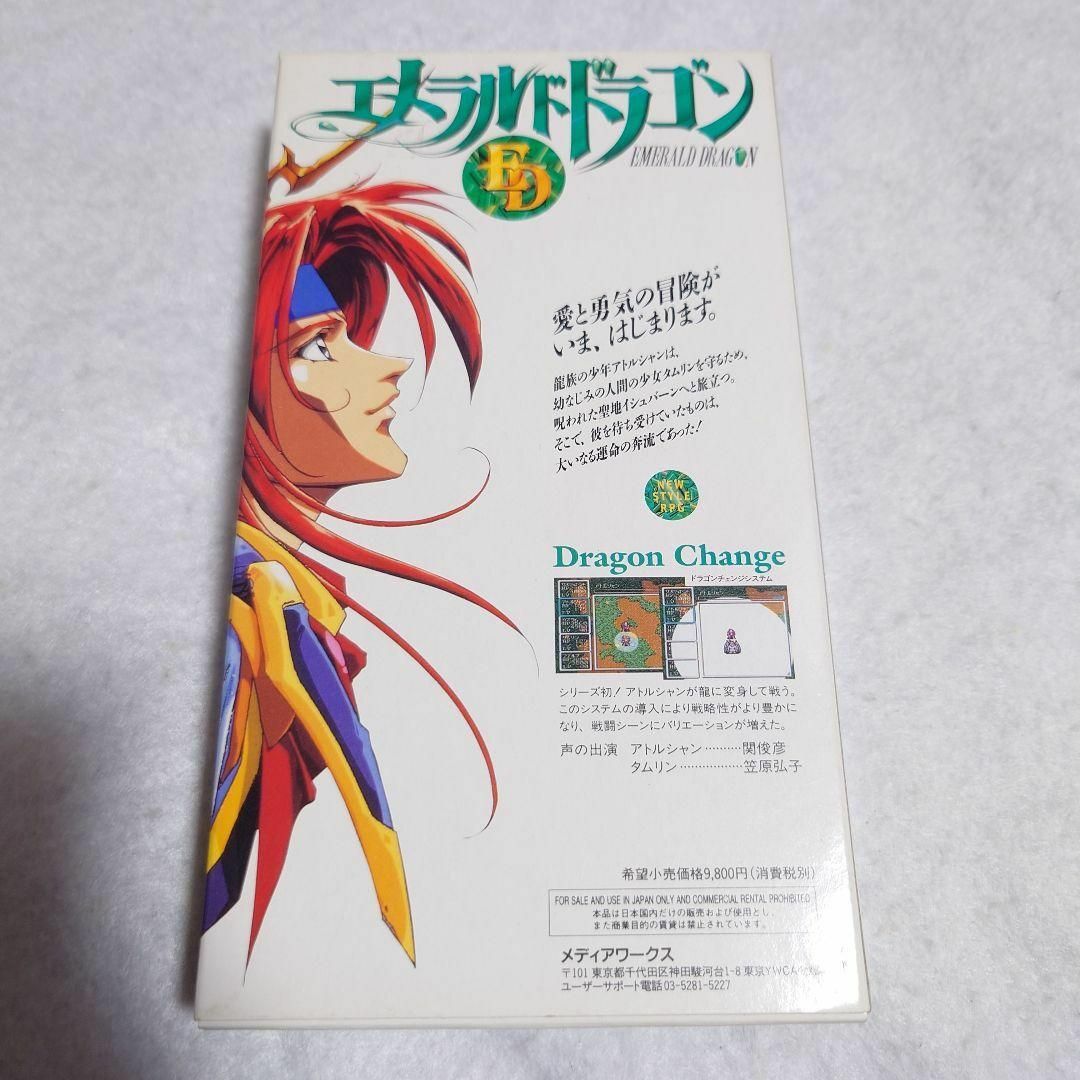 エメラルドドラゴン
EMERALD DRAGON
ED
愛と勇気の冒険が
いま、はじまります。
龍族の少年アトルシャンは、
幼なじみの人間の少女タムリンを守るため、
呪われた聖地イシュバーンへと旅立つ。
そこで、彼を待ち受けていたものは、
大いなる運命の奔流であった!
NEW
STYLE
RPG
Dragon Change
ドラゴンチェンジシステム
シリーズ初!アトルシャンが龍に変身して戦う。
このシステムの導入により戦略性がより豊かに
なり、戦闘シーンにバリエーションが増えた。
声の出演 アトルシャン‥‥‥‥‥関俊彦
タムリン‥‥‥‥‥‥‥‥笠原弘子
希望小売価格9,800円(消費税別)
FOR SALE AND USE IN JAPAN ONLY AND COMMERCIAL RENTAL PROHIBITED
本品は日本国内だけの販売および使用とし、
また商業目的の賃貸は禁止されています。
メディアワークス
〒101 東京都千代田区神田駿河台1-8 東京YWCA
ユーザーサポート電話03-5281-5227